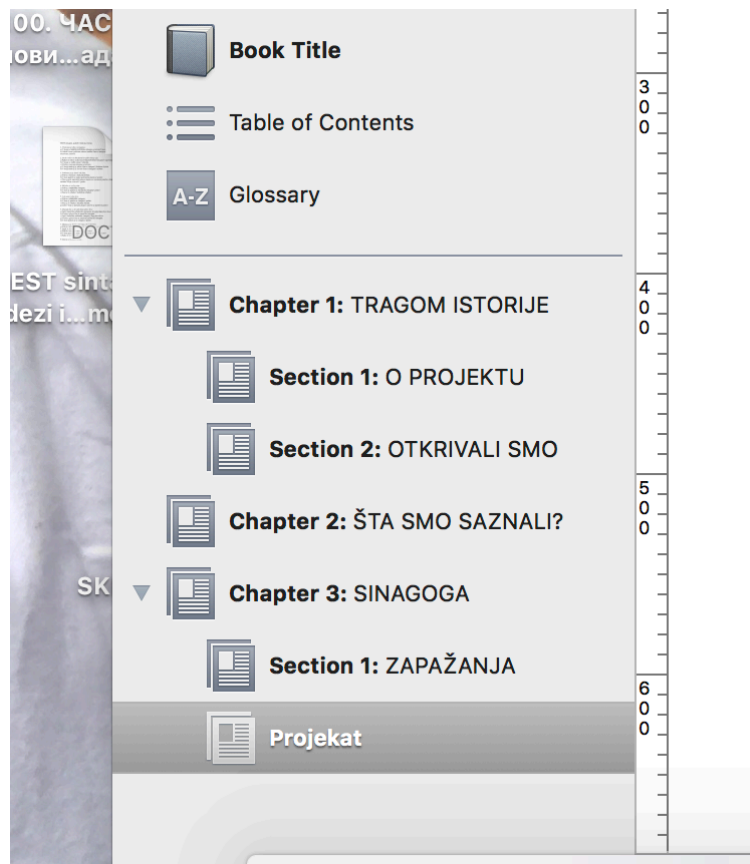 00. ЧАС
Book Title
Table of Contents
A-Z
Glossary
DOC
Chapter 1: TRAGOM ISTORIJE
Section 1: O PROJEKTU
Section 2: OTKRIVALI SMO
Chapter 2: ŠTA SMO SAZNALI?
SK
Chapter 3: SINAGOGA
Section 1: ZAPAŽANJA
Projekat
300
400
500
600